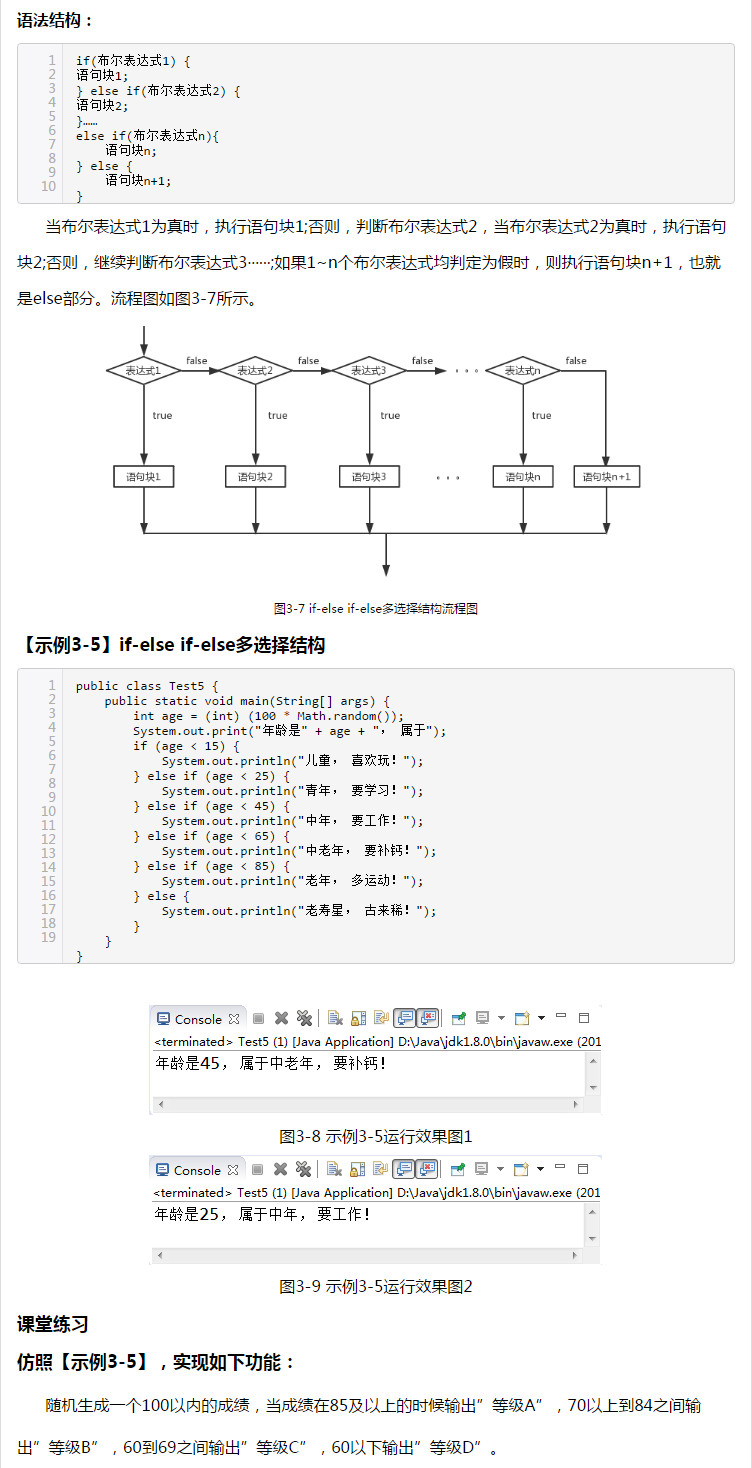 语法结构：
1 if(布尔表达式1) {
2 语句块1;
3 } else if(布尔表达式2) {
4 语句块2;
5 }……
6 else if(布尔表达式n){
7 语句块n;
8 } else {
9 语句块n+1;
10 }
当布尔表达式1为真时，执行语句块1;否则，判断布尔表达式2，当布尔表达式2为真时，执行语句
块2;否则，继续判断布尔表达式3······;如果1~n个布尔表达式均判定为假时，则执行语句块n+1，也就
是else部分。流程图如图3-7所示。
false false false false
表达式1 表达式2 表达式3 。。。 表达式n
true true true true
语句块1 语句块2 语句块3 。。。 语句块n 语句块n+1
图3-7 if-else if-else多选择结构流程图
【示例3-5】if-else if-else多选择结构
1 public class Test5 {
2 public static void main(String[] args) {
3 int age = (int) (100 * Math.random());
4 System.out.print("年龄是" + age + "， 属于");
5 if (age < 15) {
6 System.out.println("儿童， 喜欢玩！");
7 } else if (age < 25) {
8 System.out.println("青年， 要学习！");
9 } else if (age < 45) {
10 System.out.println("中年， 要工作！");
11 } else if (age < 65) {
12 System.out.println("中老年， 要补钙！");
13 } else if (age < 85) {
14 System.out.println("老年， 多运动！");
15 } else {
16 System.out.println("老寿星， 古来稀！");
17 }
18 }
19 }
Console
<terminated> Test5 (1) [Java Application] D:\Java\jdk1.8.0\bin\javaw.exe (201
年龄是45， 属于中老年， 要补钙！
图3-8 示例3-5运行效果图1
Console
<terminated> Test5 (1) [Java Application] D:\Java\jdk1.8.0\bin\javaw.exe (201
年龄是25， 属于中年， 要工作！
图3-9 示例3-5运行效果图2
课堂练习
仿照【示例3-5】，实现如下功能：
随机生成一个100以内的成绩，当成绩在85及以上的时候输出”等级A”，70以上到84之间输
出”等级B”，60到69之间输出”等级C”，60以下输出”等级D”。